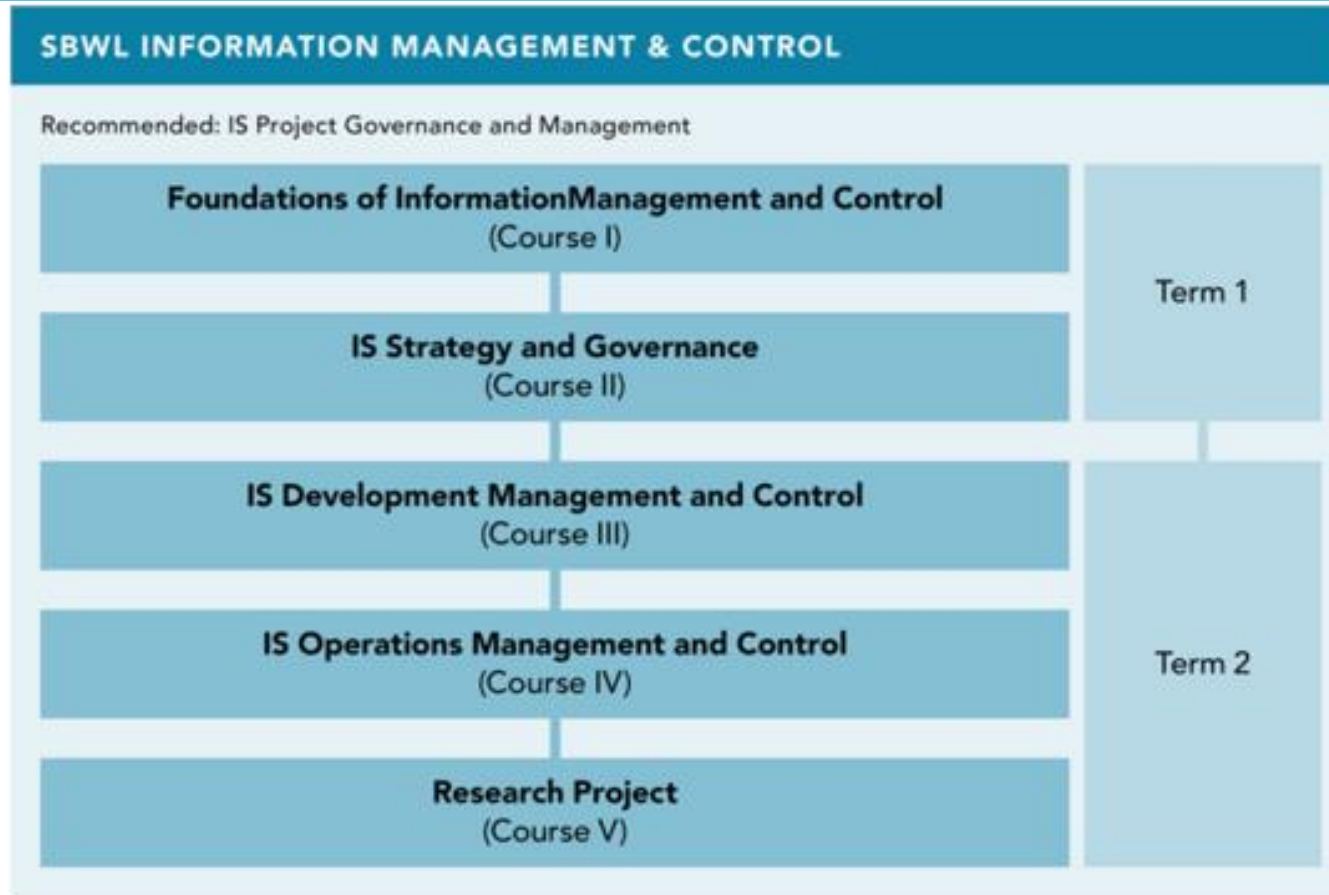 SBWL INFORMATION MANAGEMENT & CONTROL
Recommended: IS Project Governance and Management
Foundations of InformationManagement and Control
(Course I)
Term 1
IS Strategy and Governance
(Course II)
IS Development Management and Control
(Course III)
IS Operations Management and Control
(Course IV)
Term 2
Research Project
(Course V)